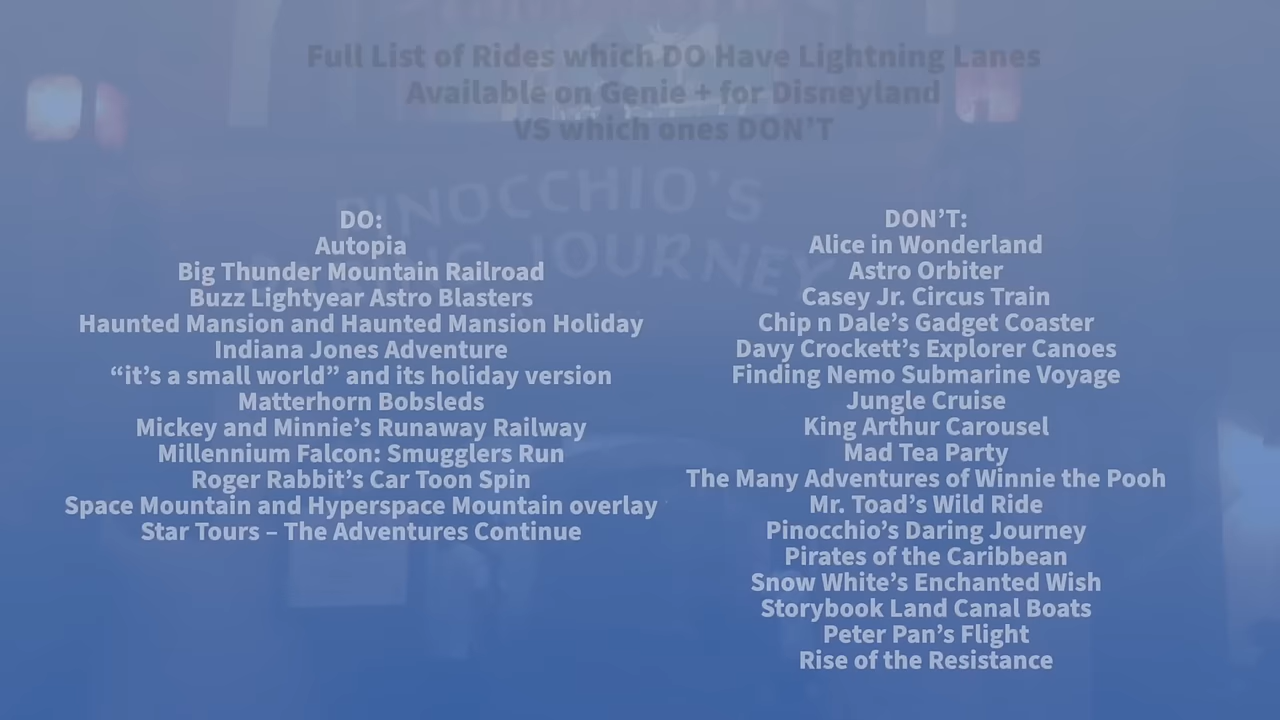 Full List of Rides which DO Have Lightning Lanes
Available on Genie + for Disneyland
VS which ones DON'T
PINOCCHIO'S
DARING JOURNEY
DO:
Autopia
Big Thunder Mountain Railroad
Buzz Lightyear Astro Blasters
Haunted Mansion and Haunted Mansion Holiday
Indiana Jones Adventure
“it’s a small world” and its holiday version
Matterhorn Bobsleds
Mickey and Minnie’s Runaway Railway
Millennium Falcon: Smugglers Run
Roger Rabbit’s Car Toon Spin
Space Mountain and Hyperspace Mountain overlay
Star Tours – The Adventures Continue
DON’T:
Alice in Wonderland
Astro Orbiter
Casey Jr. Circus Train
Chip n Dale’s Gadget Coaster
Davy Crockett’s Explorer Canoes
Finding Nemo Submarine Voyage
Jungle Cruise
King Arthur Carousel
Mad Tea Party
The Many Adventures of Winnie the Pooh
Mr. Toad’s Wild Ride
Pinocchio’s Daring Journey
Pirates of the Caribbean
Snow White’s Enchanted Wish
Storybook Land Canal Boats
Peter Pan’s Flight
Rise of the Resistance